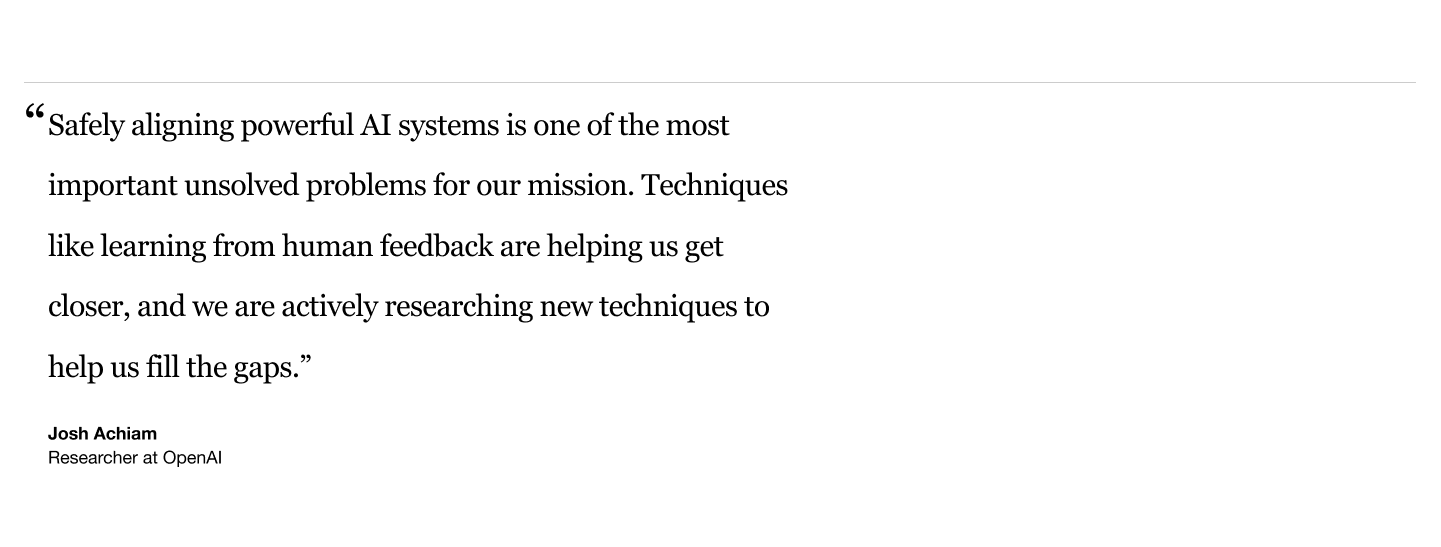 “Safely aligning powerful AI systems is one of the most
important unsolved problems for our mission. Techniques
like learning from human feedback are helping us get
closer, and we are actively researching new techniques to
help us fill the gaps.”
Josh Achiam
Researcher at OpenAI